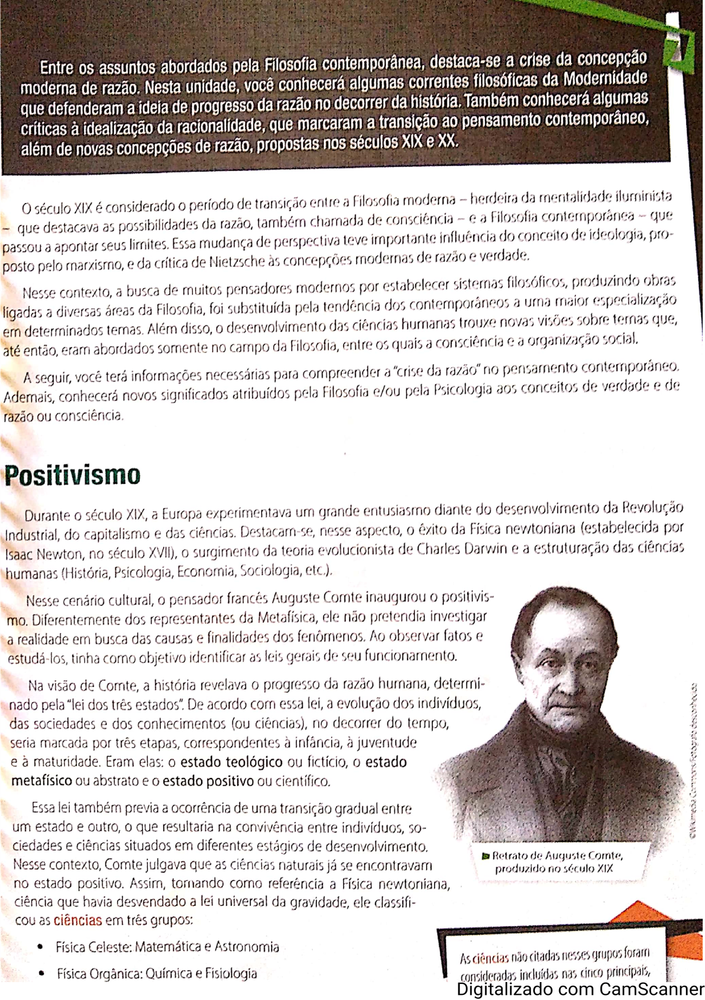 Entre os assuntos abordados pela Filosofia contemporânea, destaca-se a crise da concepção
moderna de razão. Nesta unidade, você conhecerá algumas correntes filosóficas da Modernidade
que defenderam a ideia de progresso da razão no decorrer da história. Também conhecerá algumas
críticas à idealização da racionalidade, que marcaram a transição ao pensamento contemporâneo,
além de novas concepções de razão, propostas nos séculos XIX e XX.
O século XIX é considerado o período de transição entre a Filosofia moderna – herdeira da mentalidade iluminista
– que destacava as possibilidades da razão, também chamada de consciência – e a Filosofia contemporânea – que
passou a apontar seus limites. Essa mudança de perspectiva teve importante influência do conceito de ideologia, pro-
posto pelo marxismo, e da crítica de Nietzsche às concepções modernas de razão e verdade.
Nesse contexto, a busca de muitos pensadores modernos por estabelecer sistemas filosóficos, produzindo obras
ligadas a diversas áreas da Filosofia, foi substituída pela tendência dos contemporâneos a uma maior especialização
em determinados temas. Além disso, o desenvolvimento das ciências humanas trouxe novas visões sobre temas que,
até então, eram abordados somente no campo da Filosofia, entre os quais a consciência e a organização social.
A seguir, você terá informações necessárias para compreender a "crise da razão" no pensamento contemporâneo.
Ademais, conhecerá novos significados atribuídos pela Filosofia e/ou pela Psicologia aos conceitos de verdade e de
razão ou consciência.
Positivismo
Durante o século XIX, a Europa experimentava um grande entusiasmo diante do desenvolvimento da Revolução
Industrial, do capitalismo e das ciências. Destacam-se, nesse aspecto, o êxito da Física newtoniana (estabelecida por
Isaac Newton, no século XVII), o surgimento da teoria evolucionista de Charles Darwin e a estruturação das ciências
humanas (História, Psicologia, Economia, Sociologia, etc.).
Nesse cenário cultural, o pensador francês Auguste Comte inaugurou o positivis-
mo. Diferentemente dos representantes da Metafísica, ele não pretendia investigar
a realidade em busca das causas e finalidades dos fenômenos. Ao observar fatos e
estudá-los, tinha como objetivo identificar as leis gerais de seu funcionamento.
Na visão de Comte, a história revelava o progresso da razão humana, determi-
nado pela "lei dos três estados". De acordo com essa lei, a evolução dos indivíduos,
das sociedades e dos conhecimentos (ou ciências), no decorrer do tempo,
seria marcada por três etapas, correspondentes à infância, à juventude
e à maturidade. Eram elas: o estado teológico ou fictício, o estado
metafísico ou abstrato e o estado positivo ou científico.
Essa lei também previa a ocorrência de uma transição gradual entre
um estado e outro, o que resultaria na convivência entre indivíduos, so-
ciedades e ciências situados em diferentes estágios de desenvolvimento.
Nesse contexto, Comte julgava que as ciências naturais já se encontravam
no estado positivo. Assim, tomando como referência a Física newtoniana,
ciência que havia desvendado a lei universal da gravidade, ele classifi-
cou as ciências em três grupos:
• Física Celeste: Matemática e Astronomia
• Física Orgânica: Química e Fisiologia
©Wikimedia Commons/Fotógrafo desconhecido
Retrato de Auguste Comte,
produzido no século XIX
As ciências não citadas nesses grupos foram
consideradas incluídas nas cinco principais,
Digitalizado com CamScanner